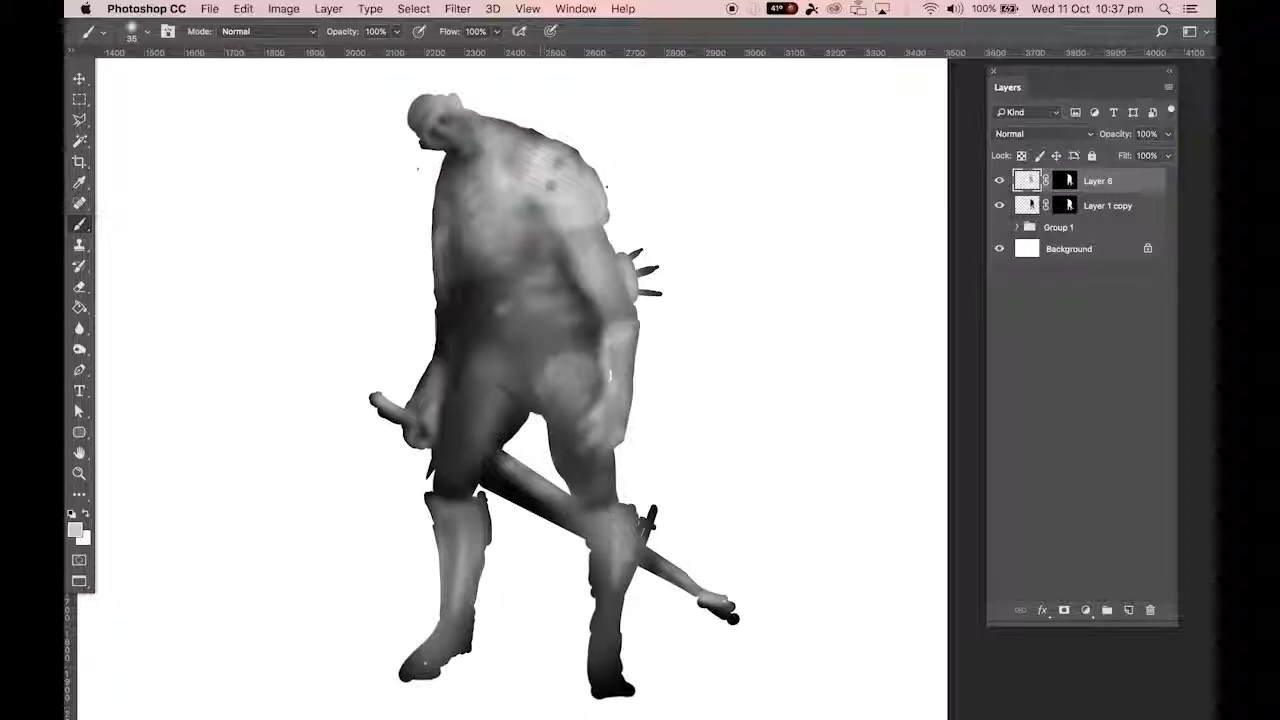 Photoshop CC File Edit Image Layer Type Select Filter 3D View Window Help 41° 100% Wed 11 Oct 10:37 pm
35 Mode: Normal Opacity: 100% Flow: 100%
1400 1500 1600 1700 1800 1900 2000 2100 2200 2300 2400 2500 2600 2700 2800 2900 3000 3100 3200 3300 3400 3500 3600 3700 3800 3900 4000 4100
Layers
Kind
Normal Opacity: 100%
Lock: Fill: 100%
Layer 6
Layer 1 copy
Group 1
Background
fx